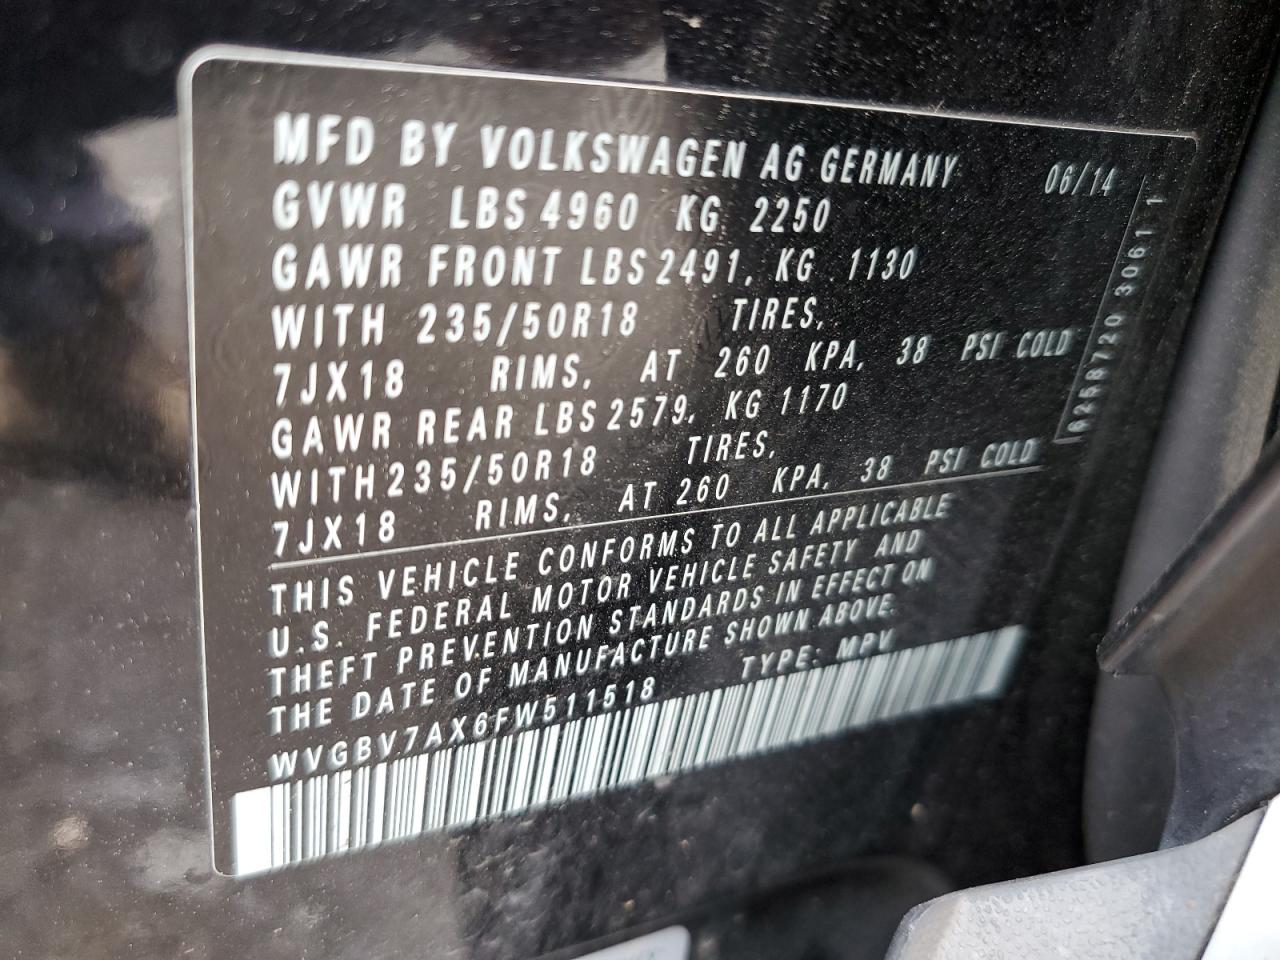 MFD BY VOLKSWAGEN AG GERMANY 06/14
GVWR LBS 4960 KG 2250
GAWR FRONT LBS 2491, KG 1130
WITH 235/50R18 TIRES,
7JX18 RIMS, AT 260 KPA, 38 PSI COLD
GAWR REAR LBS 2579, KG 1170
WITH 235/50R18 TIRES,
7JX18 RIMS, AT 260 KPA, 38 PSI COLD
THIS VEHICLE CONFORMS TO ALL APPLICABLE
U.S. FEDERAL MOTOR VEHICLE SAFETY AND
THEFT PREVENTION STANDARDS IN EFFECT ON
THE DATE OF MANUFACTURE SHOWN ABOVE.
WVGBV7AX6FW511518 TYPE: MPV